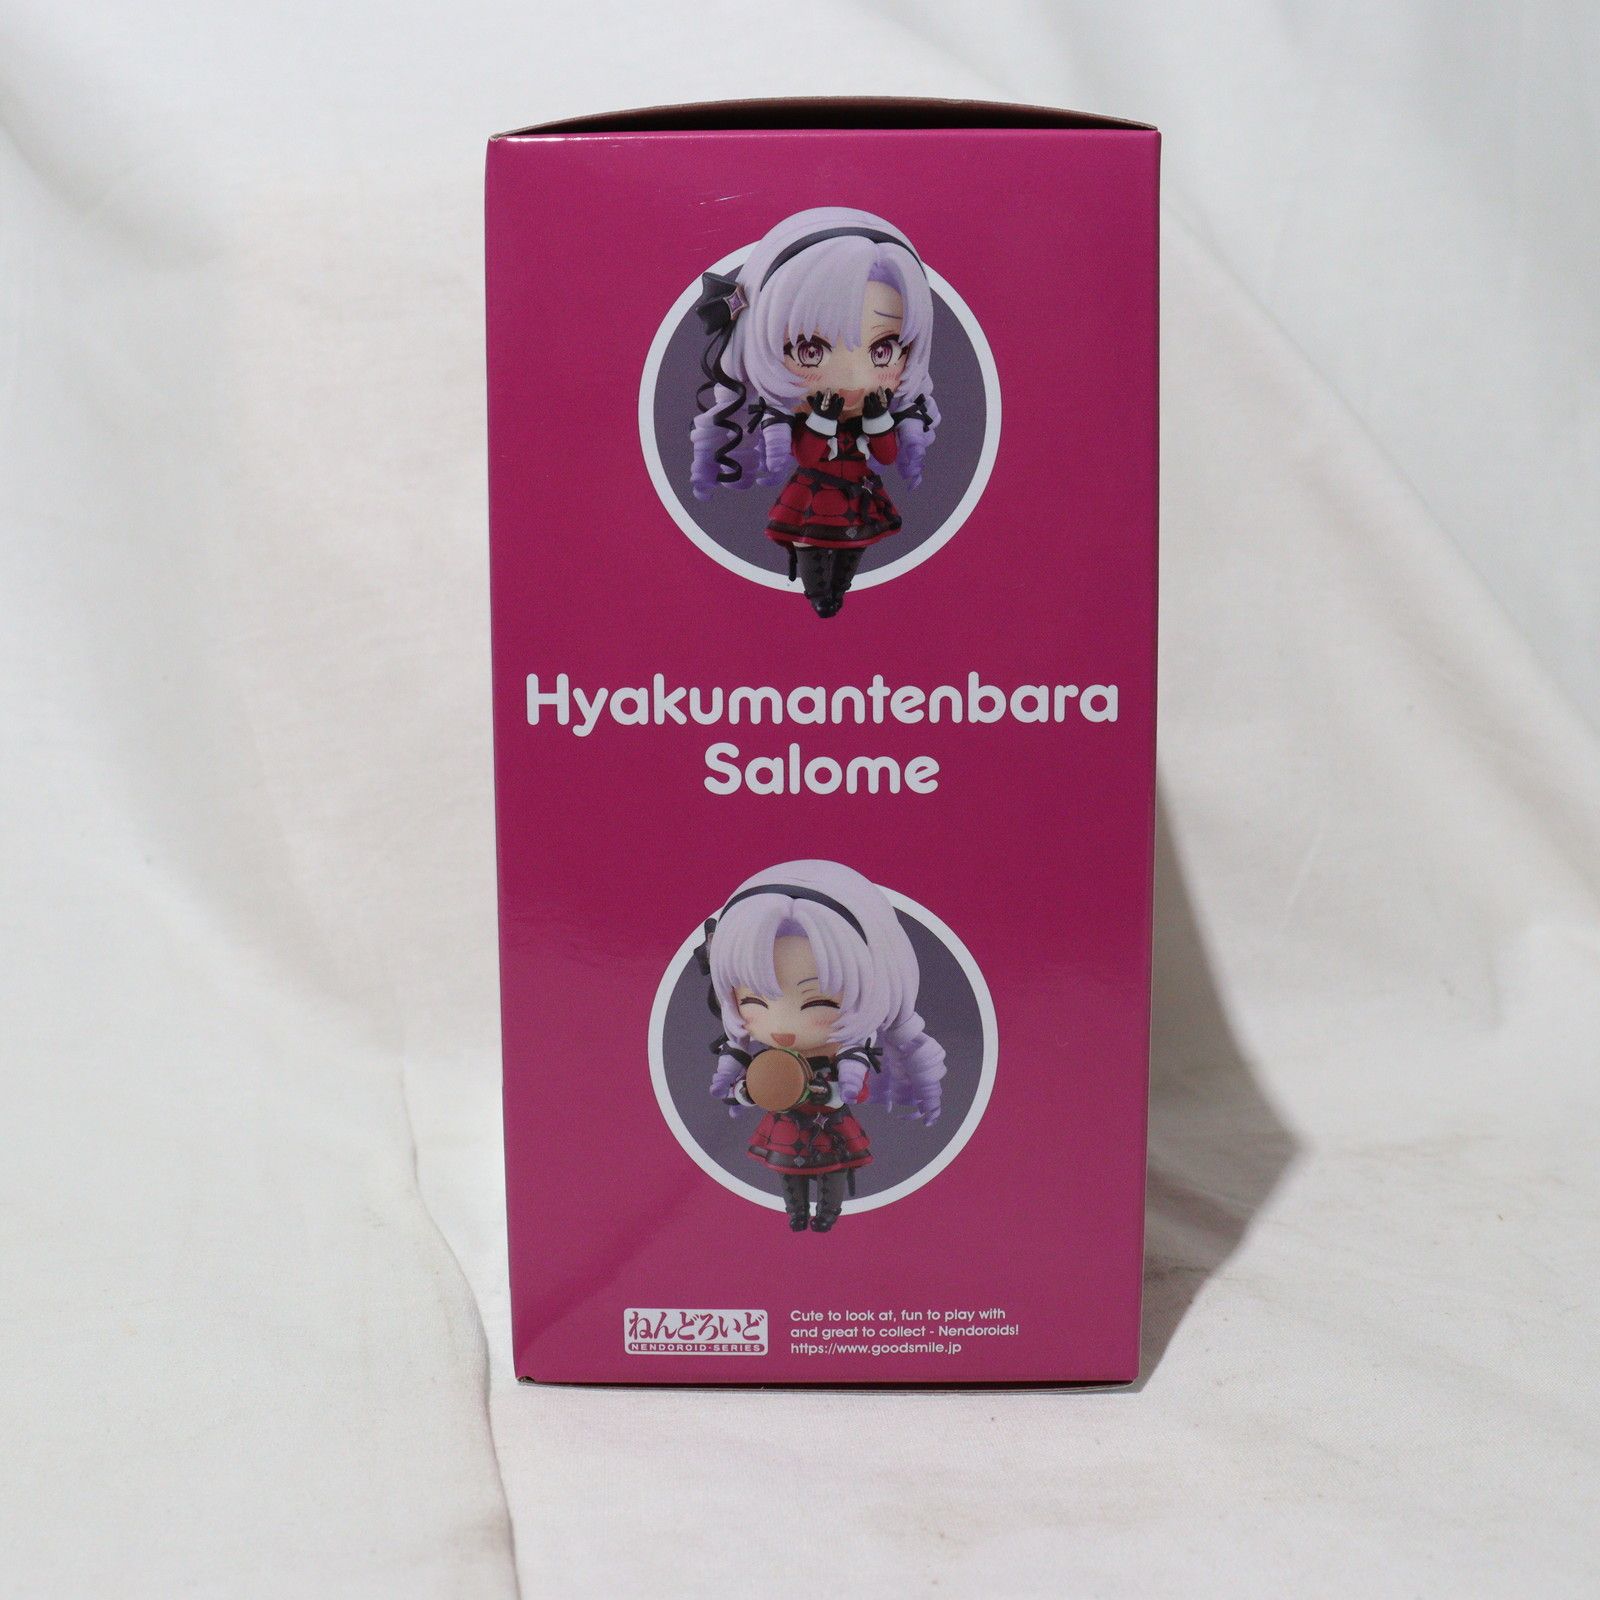 Hyakumantenbara
Salome
ねんどろいど
NENDOROID·SERIES
Cute to look at, fun to play with
and great to collect - Nendoroids!
https://www.goodsmile.jp